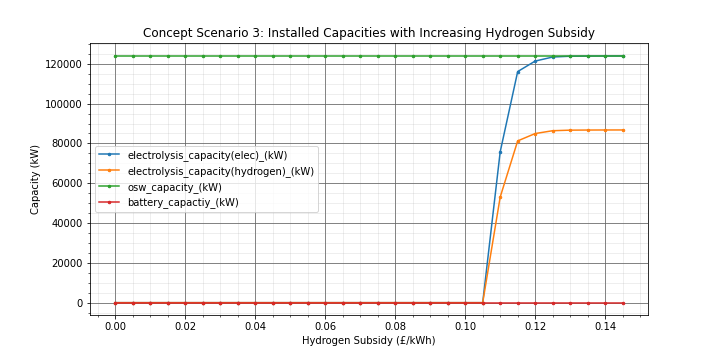 Concept Scenario 3: Installed Capacities with Increasing Hydrogen Subsidy
120000
100000
80000
60000
40000
20000
0
Capacity (kW)
electrolysis_capacity(elec)_(kW)
electrolysis_capacity(hydrogen)_(kW)
osw_capacity_(kW)
battery_capactiy_(kW)
0.00 0.02 0.04 0.06 0.08 0.10 0.12 0.14
Hydrogen Subsidy (£/kWh)